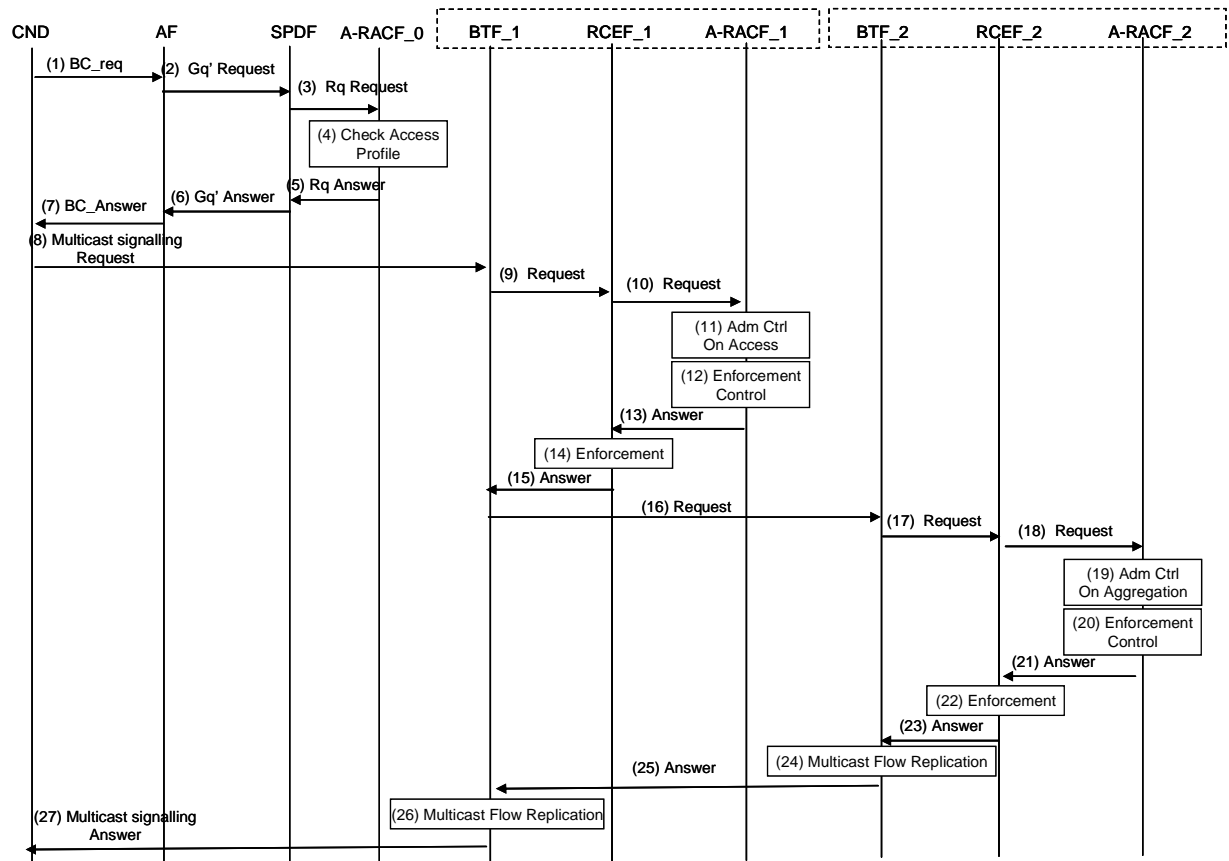 CND AF SPDF A-RACF_0 BTF_1 RCEF_1 A-RACF_1 BTF_2 RCEF_2 A-RACF_2
(1) BC_req
(2) Gq' Request
(3) Rq Request
(4) Check Access
Profile
(5) Rq Answer
(6) Gq' Answer
(7) BC_Answer
(8) Multicast signalling
Request
(9) Request
(10) Request
(11) Adm Ctrl
On Access
(12) Enforcement
Control
(13) Answer
(14) Enforcement
(15) Answer
(16) Request
(17) Request
(18) Request
(19) Adm Ctrl
On Aggregation
(20) Enforcement
Control
(21) Answer
(22) Enforcement
(23) Answer
(24) Multicast Flow Replication
(25) Answer
(26) Multicast Flow Replication
(27) Multicast signalling
Answer